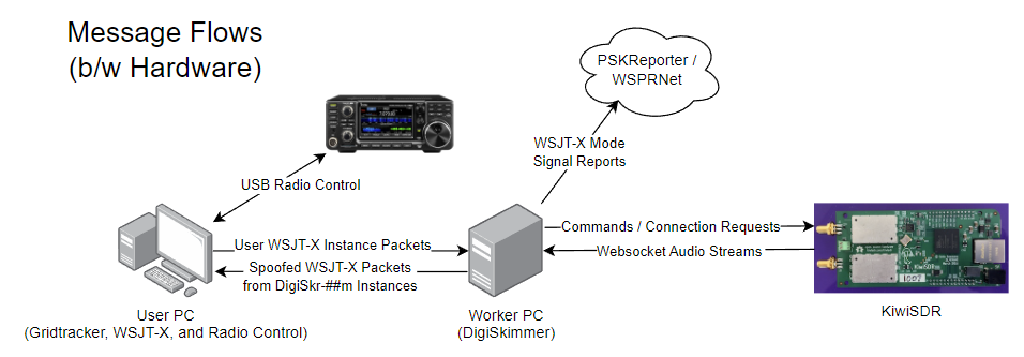 Message Flows
(b/w Hardware)
PSKReporter /
WSPRNet
WSJT-X Mode
Signal Reports
USB Radio Control
Commands / Connection Requests
User WSJT-X Instance Packets
Websocket Audio Streams
Spoofed WSJT-X Packets
from DigiSkr-##m Instances
KiwiSDR
User PC
(Gridtracker, WSJT-X, and Radio Control)
Worker PC
(DigiSkimmer)